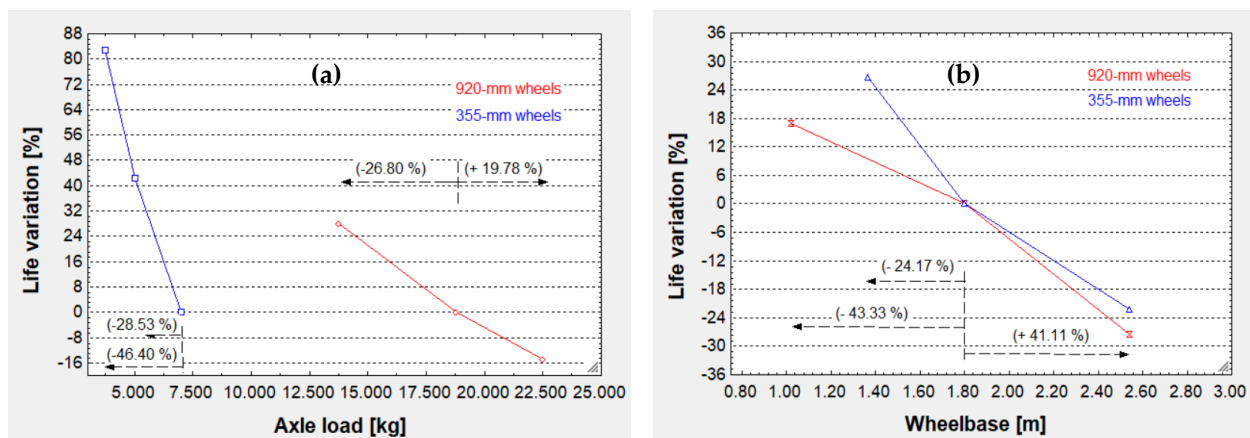 (a)
920-mm wheels
355-mm wheels
88
80
72
64
56
48
40
32
24
16
8
0
-8
-16
(-26.80 %)
(+ 19.78 %)
(-28.53 %)
(-46.40 %)
5.000 7.500 10.000 12.500 15.000 17.500 20.000 22.500 25.000
Life variation [%]
Axle load [kg]
(b)
920-mm wheels
355-mm wheels
36
30
24
18
12
6
0
-6
-12
-18
-24
-30
-36
(- 24.17 %)
(- 43.33 %)
(+ 41.11 %)
0.80 1.00 1.20 1.40 1.60 1.80 2.00 2.20 2.40 2.60 2.80 3.00
Life variation [%]
Wheelbase [m]